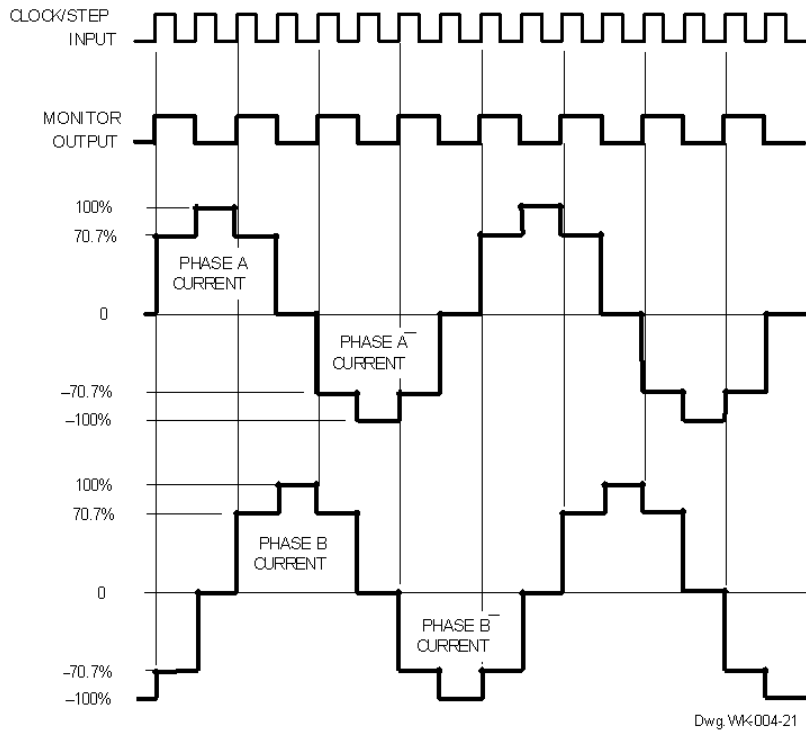 CLOCK/STEP
INPUT
MONITOR
OUTPUT
100%
70.7%
PHASE A
CURRENT
0
PHASE A̅
CURRENT
–70.7%
–100%
100%
70.7%
PHASE B
CURRENT
0
PHASE B̅
CURRENT
–70.7%
–100%
Dwg. WK-004-21